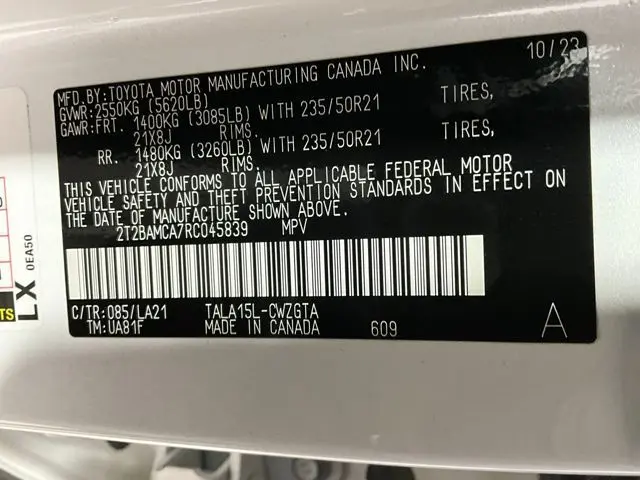 10/23
MFD.BY:TOYOTA MOTOR MANUFACTURING CANADA INC.
GVWR:2550KG (5620LB)
GAWR:FRT. 1400KG (3085LB) WITH 235/50R21 TIRES,
21X8J RIMS.
RR. 1480KG (3260LB) WITH 235/50R21 TIRES,
21X8J RIMS.
THIS VEHICLE CONFORMS TO ALL APPLICABLE FEDERAL MOTOR
VEHICLE SAFETY AND THEFT PREVENTION STANDARDS IN EFFECT ON
THE DATE OF MANUFACTURE SHOWN ABOVE.
2T2BAMCA7RC045839 MPV
C/TR:085/LA21 TALA15L-CWZGTA
TM:UA81F MADE IN CANADA 609 A
LX
0EA50
TS